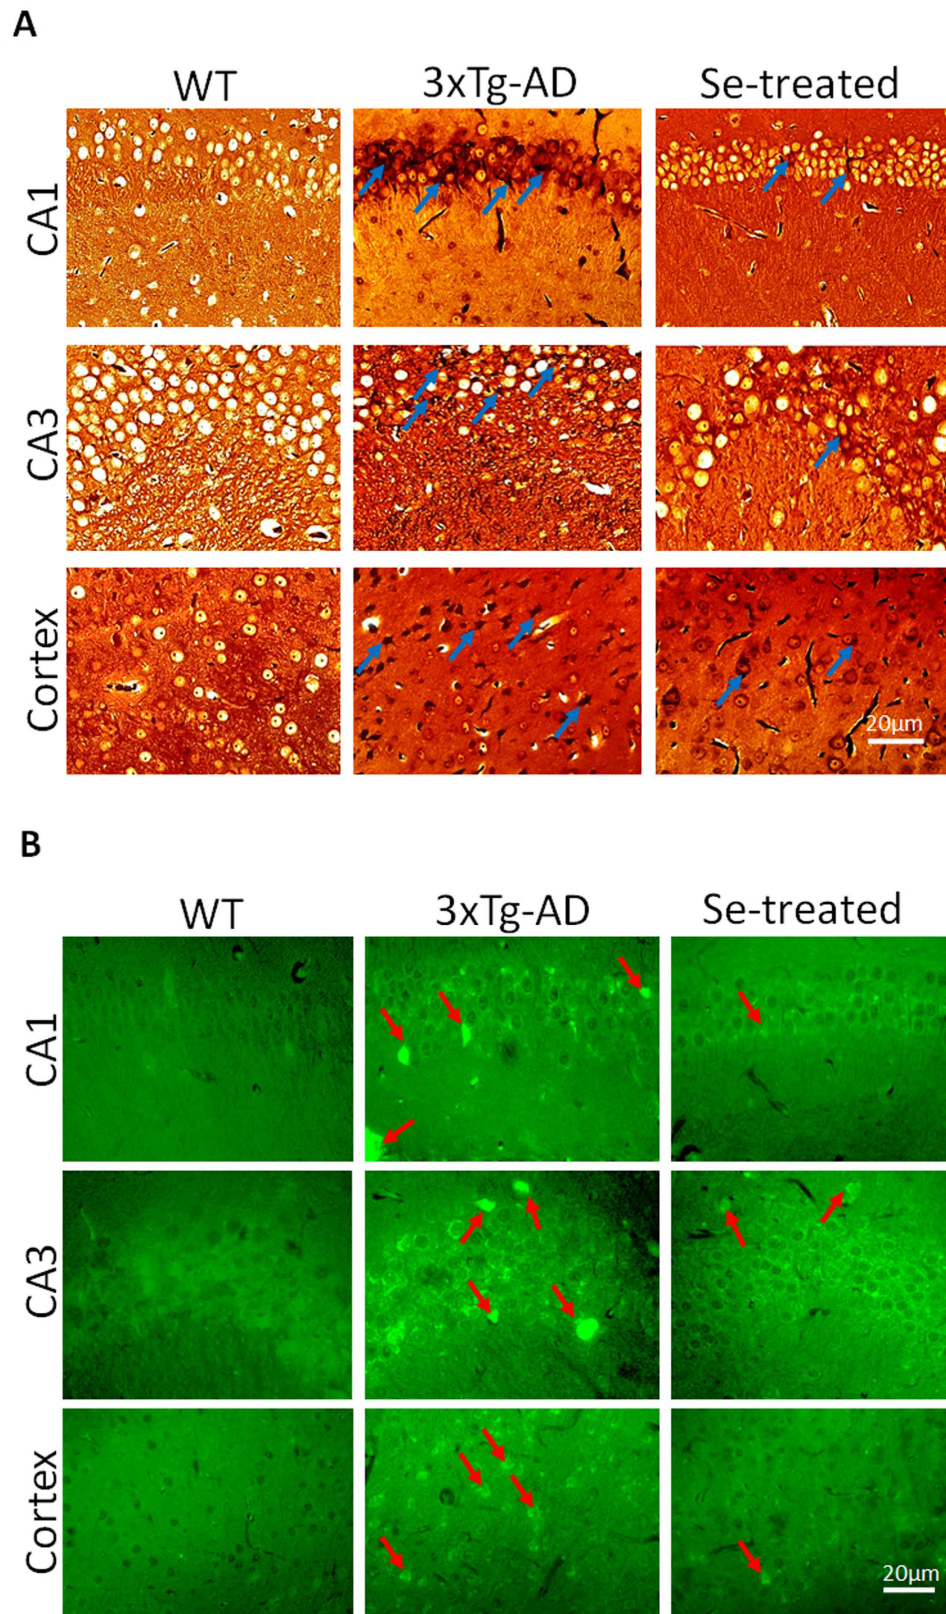 A
WT 3xTg-AD Se-treated
CA1
CA3
Cortex
20µm
B
WT 3xTg-AD Se-treated
CA1
CA3
Cortex
20µm